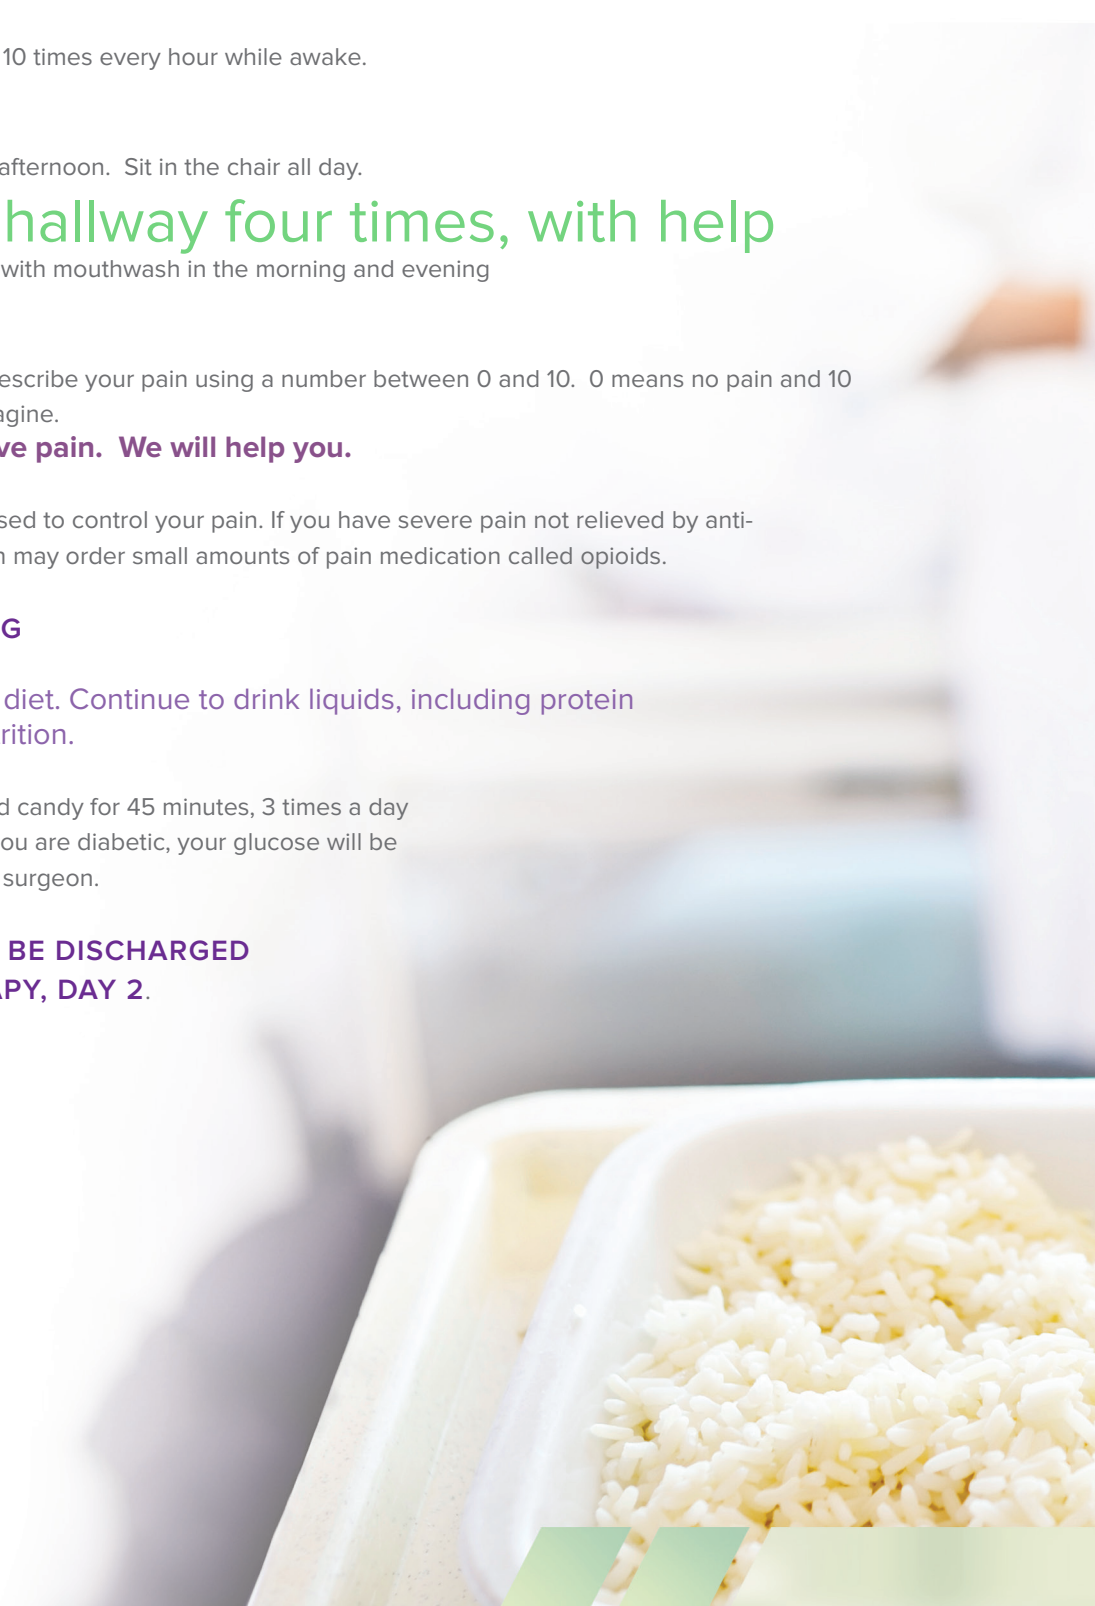 10 times every hour while awake.
afternoon.  Sit in the chair all day.
hallway four times, with help
with mouthwash in the morning and evening
escribe your pain using a number between 0 and 10.  0 means no pain and 10
agine.
ve pain.  We will help you.
sed to control your pain. If you have severe pain not relieved by anti-
n may order small amounts of pain medication called opioids.
G
diet. Continue to drink liquids, including protein
rition.
d candy for 45 minutes, 3 times a day
ou are diabetic, your glucose will be
surgeon.
BE DISCHARGED
APY, DAY 2.